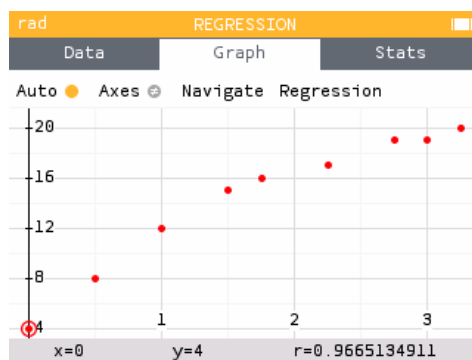 rad REGRESSION
Data Graph Stats
Auto Axes Navigate Regression
20
16
12
8
4
1 2 3
x=0 y=4 r=0.9665134911